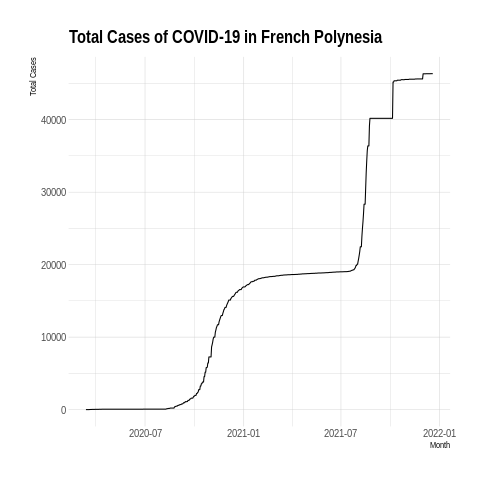 Total Cases of COVID-19 in French Polynesia
Total Cases
40000
30000
20000
10000
0
2020-07 2021-01 2021-07 2022-01
Month